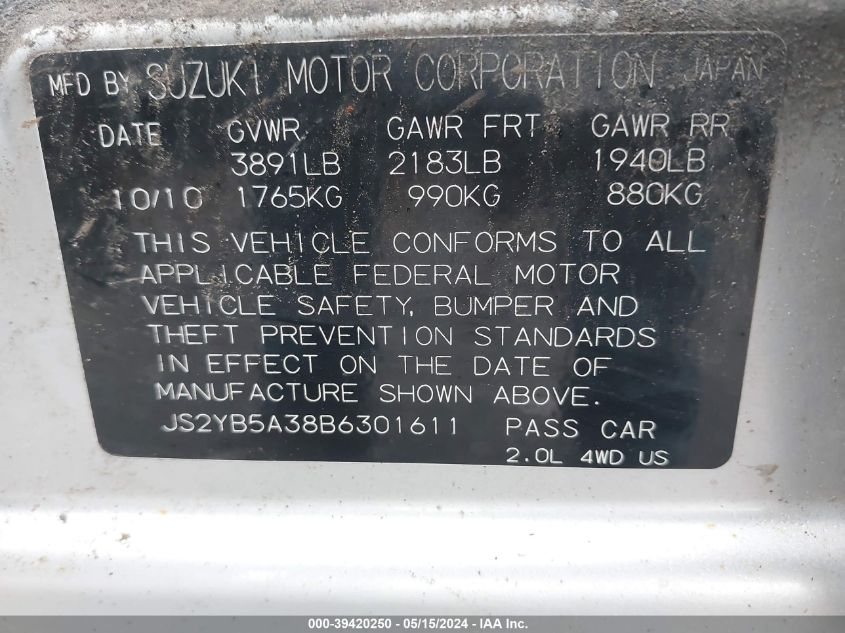 MFD BY SUZUKI MOTOR CORPORATION JAPAN
DATE GVWR GAWR FRT GAWR RR
3891LB 2183LB 1940LB
10/10 1765KG 990KG 880KG
THIS VEHICLE CONFORMS TO ALL
APPLICABLE FEDERAL MOTOR
VEHICLE SAFETY, BUMPER AND
THEFT PREVENTION STANDARDS
IN EFFECT ON THE DATE OF
MANUFACTURE SHOWN ABOVE.
JS2YB5A38B6301611 PASS CAR
2.0L 4WD US
000-39420250 - 05/15/2024 - IAA Inc.